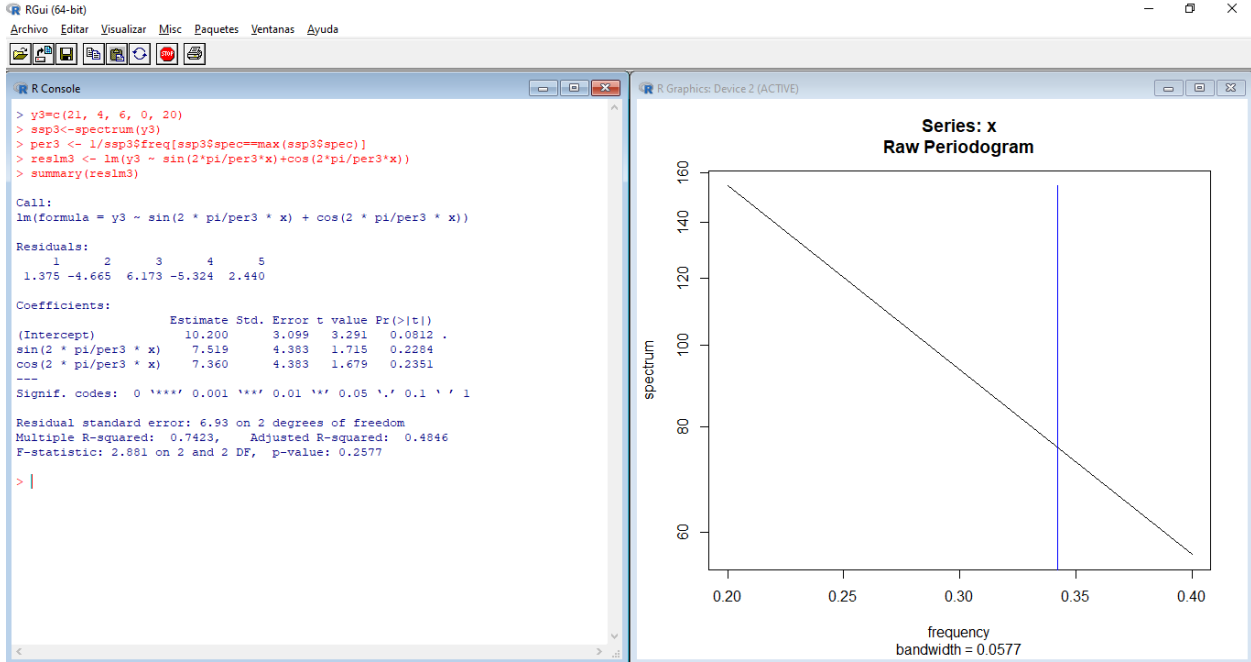 RGui (64-bit)
Archivo Editar Visualizar Misc Paquetes Ventanas Ayuda
STOP
R Console
> y3=c(21, 4, 6, 0, 20)
> ssp3<-spectrum(y3)
> per3 <- 1/ssp3$freq[ssp3$spec==max(ssp3$spec)]
> reslm3 <- lm(y3 ~ sin(2*pi/per3*x)+cos(2*pi/per3*x))
> summary(reslm3)
Call:
lm(formula = y3 ~ sin(2 * pi/per3 * x) + cos(2 * pi/per3 * x))
Residuals:
1 2 3 4 5
1.375 -4.665 6.173 -5.324 2.440
Coefficients:
Estimate Std. Error t value Pr(>|t|)
(Intercept) 10.200 3.099 3.291 0.0812 .
sin(2 * pi/per3 * x) 7.519 4.383 1.715 0.2284
cos(2 * pi/per3 * x) 7.360 4.383 1.679 0.2351
---
Signif. codes: 0 ‘***’ 0.001 ‘**’ 0.01 ‘*’ 0.05 ‘.’ 0.1 ‘ ’ 1
Residual standard error: 6.93 on 2 degrees of freedom
Multiple R-squared: 0.7423, Adjusted R-squared: 0.4846
F-statistic: 2.881 on 2 and 2 DF, p-value: 0.2577
>
R Graphics: Device 2 (ACTIVE)
Series: x
Raw Periodogram
spectrum
160
140
120
100
80
60
0.20 0.25 0.30 0.35 0.40
frequency
bandwidth = 0.0577